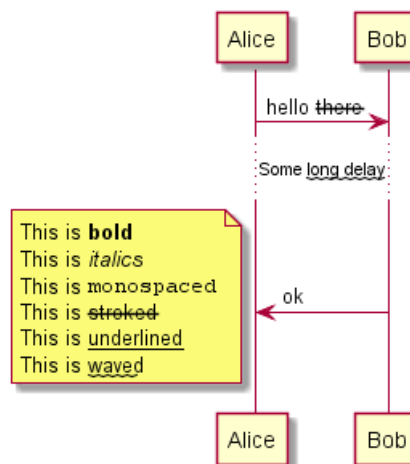 Alice Bob
hello there
Some long delay
This is bold
This is italics
This is monospaced
This is stroked
This is underlined
This is waved
ok
Alice Bob